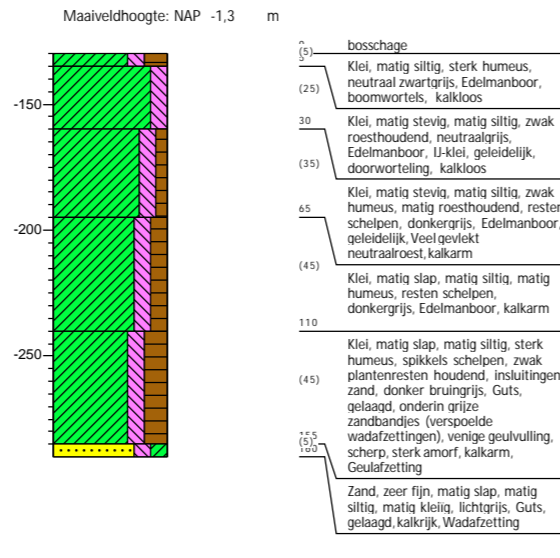 Maaiveldhoogte: NAP -1,3 m
-150
-200
-250
0
(5)
5
(25)
30
(35)
65
(45)
110
(45)
155
(5)
160
bosschage
Klei, matig siltig, sterk humeus,
neutraal zwartgrijs, Edelmanboor,
boomwortels, kalkloos
Klei, matig stevig, matig siltig, zwak
roesthoudend, neutraalgrijs,
Edelmanboor, IJ-klei, geleidelijk,
doorworteling, kalkloos
Klei, matig stevig, matig siltig, zwak
humeus, matig roesthoudend, resten
schelpen, donkergrijs, Edelmanboor,
geleidelijk, Veel gevlekt
neutraalroest, kalkarm
Klei, matig slap, matig siltig, matig
humeus, resten schelpen,
donkergrijs, Edelmanboor, kalkarm
Klei, matig slap, matig siltig, sterk
humeus, spikkels schelpen, zwak
plantenresten houdend, insluitingen
zand, donker bruingrijs, Guts,
gelaagd, onderin grijze
zandbandjes (verspoelde
wadafzettingen), venige geulvulling,
scherp, sterk amorf, kalkarm,
Geulafzetting
Zand, zeer fijn, matig slap, matig
siltig, matig kleiig, lichtgrijs, Guts,
gelaagd, kalkrijk, Wadafzetting